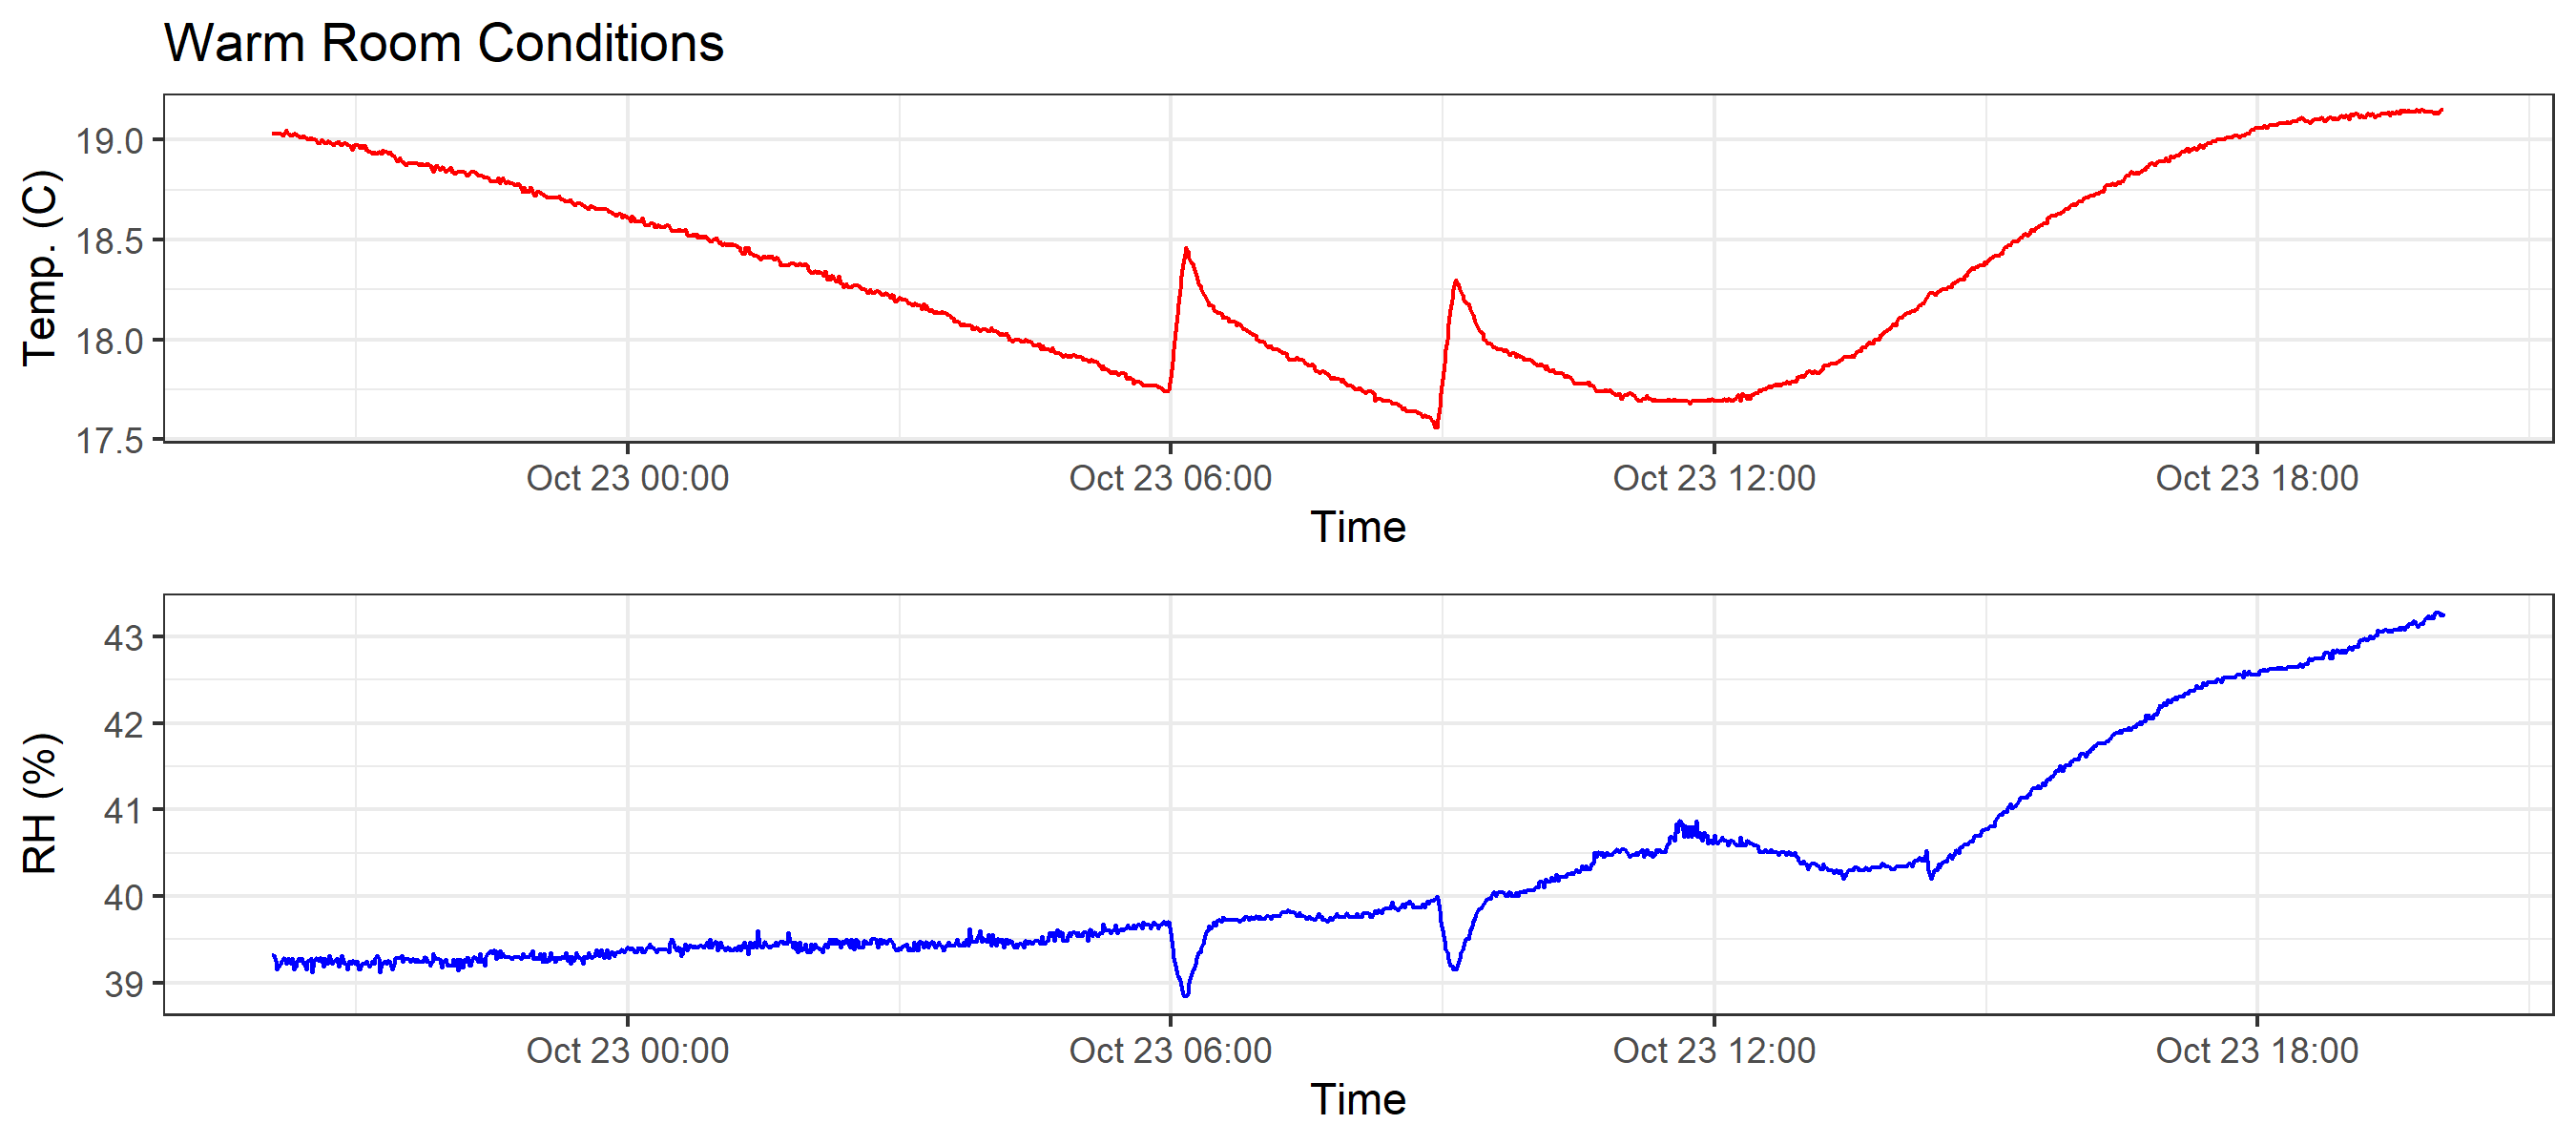 Warm Room Conditions
Temp. (C)
19.0
18.5
18.0
17.5
Oct 23 00:00 Oct 23 06:00 Oct 23 12:00 Oct 23 18:00
Time
RH (%)
43
42
41
40
39
Oct 23 00:00 Oct 23 06:00 Oct 23 12:00 Oct 23 18:00
Time